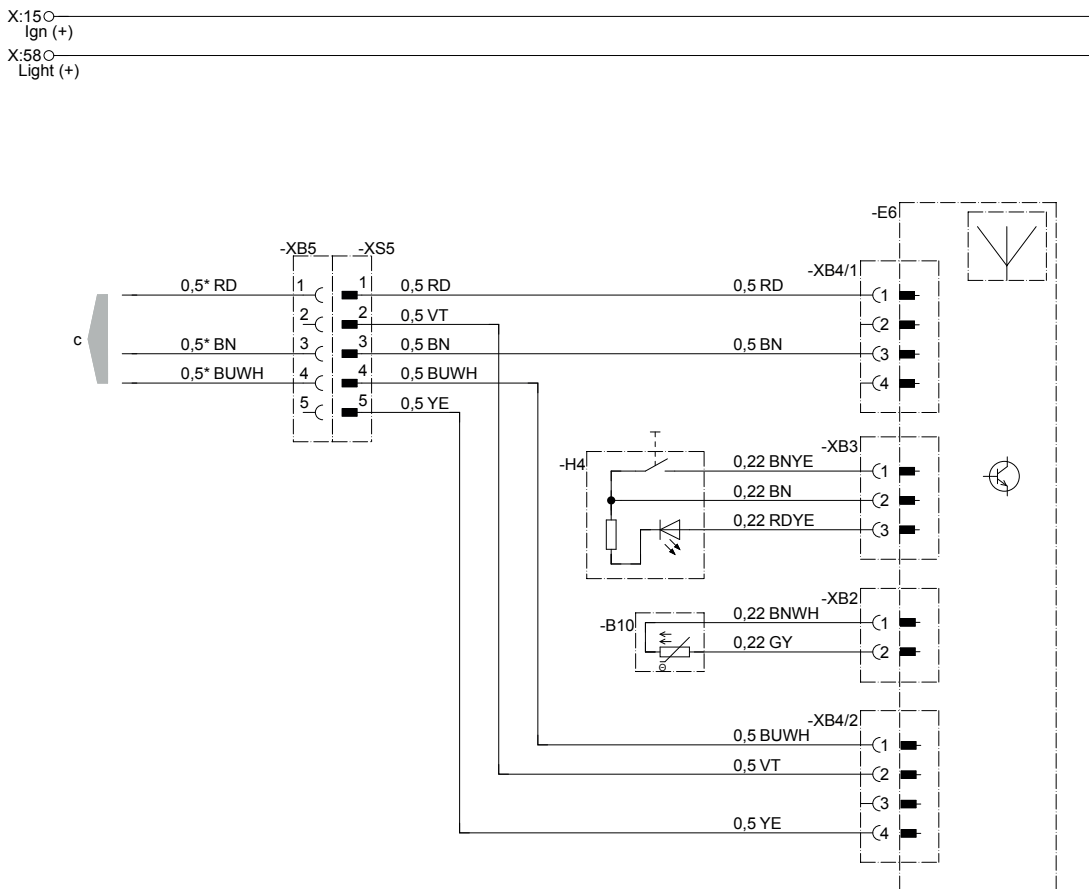 X:15
Ign (+)
X:58
Light (+)
-E6
-XB5 -XS5
-XB4/1
0,5* RD 1 1 0,5 RD 0,5 RD 1
2 2 0,5 VT 2
c
0,5* BN 3 3 0,5 BN 0,5 BN 3
0,5* BUWH 4 4 0,5 BUWH 4
5 5 0,5 YE
-XB3
-H4 0,22 BNYE 1
0,22 BN 2
0,22 RDYE 3
-XB2
-B10 0,22 BNWH 1
0,22 GY 2
-XB4/2
0,5 BUWH 1
0,5 VT 2
3
0,5 YE 4